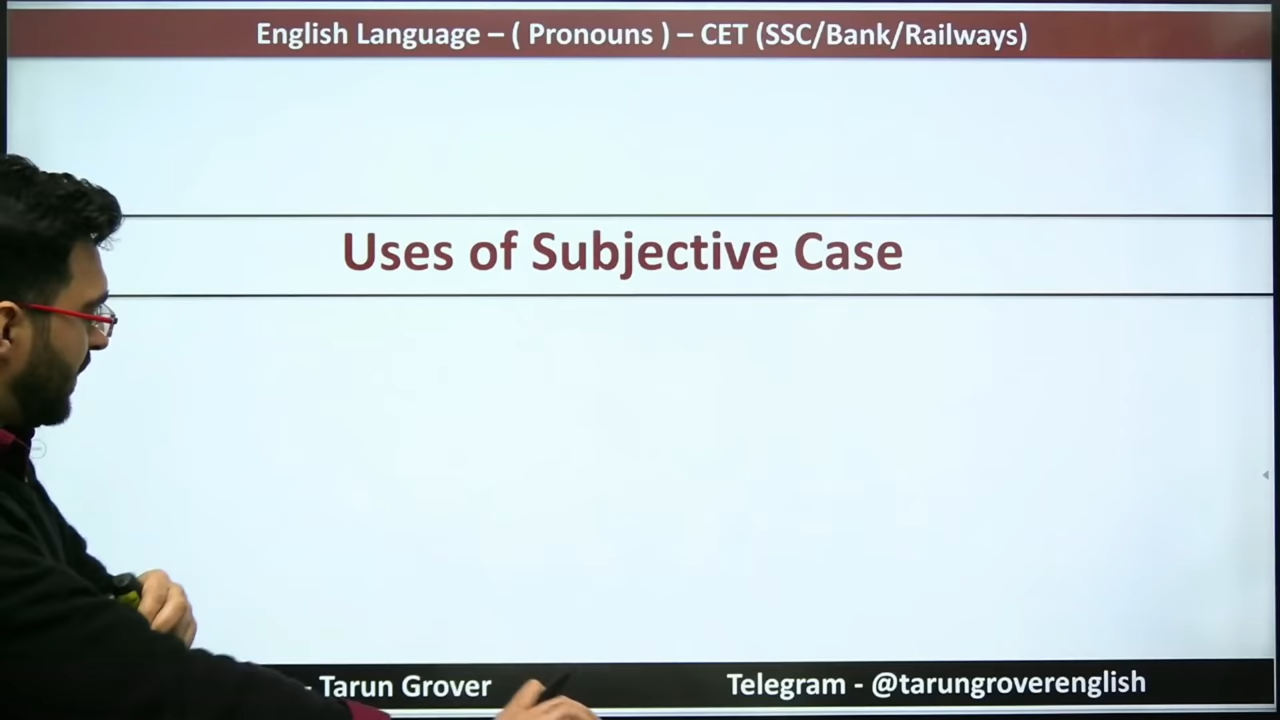 English Language – ( Pronouns ) – CET (SSC/Bank/Railways)
Uses of Subjective Case
- Tarun Grover
Telegram - @tarungroverenglish